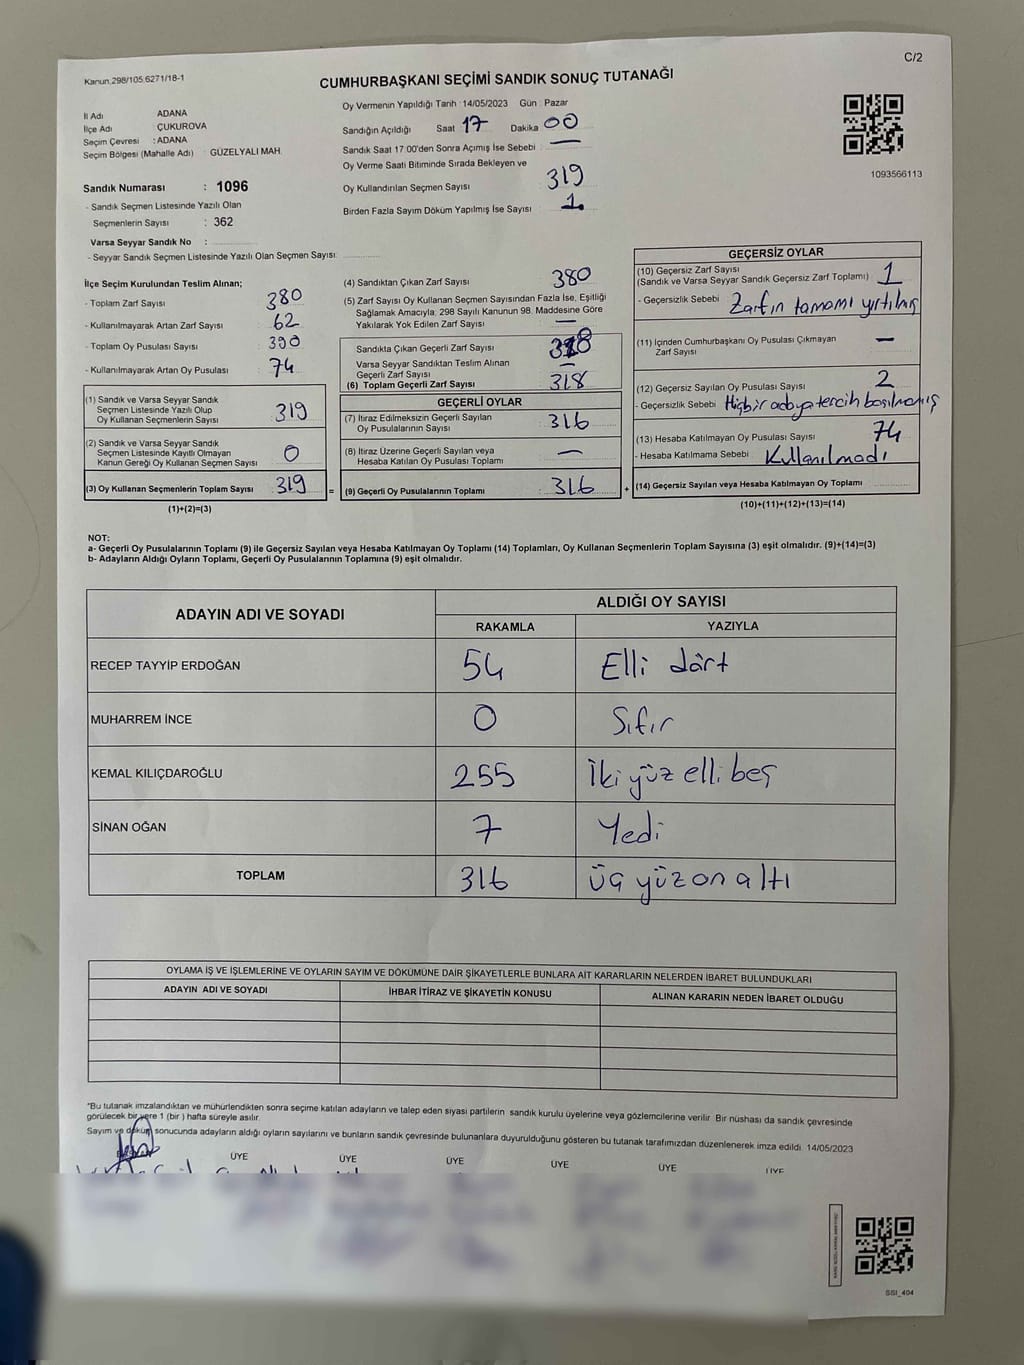 C/2
Kanun:298/105;6271/18-1
CUMHURBAŞKANI SEÇİMİ SANDIK SONUÇ TUTANAĞI
İl Adı ADANA
İlçe Adı ÇUKUROVA
Seçim Çevresi : ADANA
Seçim Bölgesi (Mahalle Adı) GÜZELYALI MAH.
Sandık Numarası : 1096
- Sandık Seçmen Listesinde Yazılı Olan
Seçmenlerin Sayısı : 362
Varsa Seyyar Sandık No :
- Seyyar Sandık Seçmen Listesinde Yazılı Olan Seçmen Sayısı:
Oy Vermenin Yapıldığı Tarih : 14/05/2023 Gün : Pazar
Sandığın Açıldığı Saat 17 Dakika 00
Sandık Saat 17:00'den Sonra Açımış İse Sebebi : —
Oy Verme Saati Bitiminde Sırada Bekleyen ve
Oy Kullandırılan Seçmen Sayısı 319
Birden Fazla Sayım Döküm Yapılmış İse Sayısı : 1.
1093566113
İlçe Seçim Kurulundan Teslim Alınan;
- Toplam Zarf Sayısı : 380
- Kullanılmayarak Artan Zarf Sayısı : 62
- Toplam Oy Pusulası Sayısı : 390
- Kullanılmayarak Artan Oy Pusulası : 74
(1) Sandık ve Varsa Seyyar Sandık
Seçmen Listesinde Yazılı Olup
Oy Kullanan Seçmenlerin Sayısı : 319
(2) Sandık ve Varsa Seyyar Sandık
Seçmen Listesinde Kayıtlı Olmayan
Kanun Gereği Oy Kullanan Seçmen Sayısı : 0
(3) Oy Kullanan Seçmenlerin Toplam Sayısı : 319 =
(1)+(2)=(3)
(4) Sandıktan Çıkan Zarf Sayısı : 380
(5) Zarf Sayısı Oy Kullanan Seçmen Sayısından Fazla İse, Eşitliği
Sağlamak Amacıyla, 298 Sayılı Kanunun 98. Maddesine Göre
Yakılarak Yok Edilen Zarf Sayısı : —
Sandıkta Çıkan Geçerli Zarf Sayısı : 318
Varsa Seyyar Sandıktan Teslim Alınan
Geçerli Zarf Sayısı : —
(6) Toplam Geçerli Zarf Sayısı : 318
GEÇERLİ OYLAR
(7) İtiraz Edilmeksizin Geçerli Sayılan
Oy Pusulalarının Sayısı : 316
(8) İtiraz Üzerine Geçerli Sayılan veya
Hesaba Katılan Oy Pusulası Toplamı : —
(9) Geçerli Oy Pusulalarının Toplamı : 316 +
GEÇERSİZ OYLAR
(10) Geçersiz Zarf Sayısı
(Sandık ve Varsa Seyyar Sandık Geçersiz Zarf Toplamı) : 1
- Geçersizlik Sebebi : Zarfın tamamı yırtılmış
(11) İçinden Cumhurbaşkanı Oy Pusulası Çıkmayan
Zarf Sayısı : —
(12) Geçersiz Sayılan Oy Pusulası Sayısı : 2
- Geçersizlik Sebebi : Hiçbir adaya tercih basılmamış
(13) Hesaba Katılmayan Oy Pusulası Sayısı : 74
- Hesaba Katılmama Sebebi : Kullanılmadı
(14) Geçersiz Sayılan veya Hesaba Katılmayan Oy Toplamı :
(10)+(11)+(12)+(13)=(14)
NOT:
a- Geçerli Oy Pusulalarının Toplamı (9) ile Geçersiz Sayılan veya Hesaba Katılmayan Oy Toplamı (14) Toplamları, Oy Kullanan Seçmenlerin Toplam Sayısına (3) eşit olmalıdır. (9)+(14)=(3)
b- Adayların Aldığı Oyların Toplamı, Geçerli Oy Pusulalarının Toplamına (9) eşit olmalıdır.
ADAYIN ADI VE SOYADI
ALDIĞI OY SAYISI
RAKAMLA YAZIYLA
RECEP TAYYİP ERDOĞAN 54 Elli dört
MUHARREM İNCE 0 Sıfır
KEMAL KILIÇDAROĞLU 255 İki yüz elli beş
SİNAN OĞAN 7 Yedi
TOPLAM 316 üç yüz on altı
OYLAMA İŞ VE İŞLEMLERİNE VE OYLARIN SAYIM VE DÖKÜMÜNE DAİR ŞİKAYETLERLE BUNLARA AİT KARARLARIN NELERDEN İBARET BULUNDUKLARI
ADAYIN ADI VE SOYADI İHBAR İTİRAZ VE ŞİKAYETİN KONUSU ALINAN KARARIN NEDEN İBARET OLDUĞU
"Bu tutanak imzalandıktan ve mühürlendikten sonra seçime katılan adayların ve talep eden siyasi partilerin sandık kurulu üyelerine veya gözlemcilerine verilir. Bir nüshası da sandık çevresinde
görülecek bir yere 1 (bir) hafta süreyle asılır.
Sayım ve döküm sonucunda adayların aldığı oyların sayılarını ve bunların sandık çevresinde bulunanlara duyurulduğunu gösteren bu tutanak tarafımızdan düzenlenerek imza edildi. 14/05/2023
ÜYE ÜYE ÜYE ÜYE ÜYE ÜYE
SSI_404